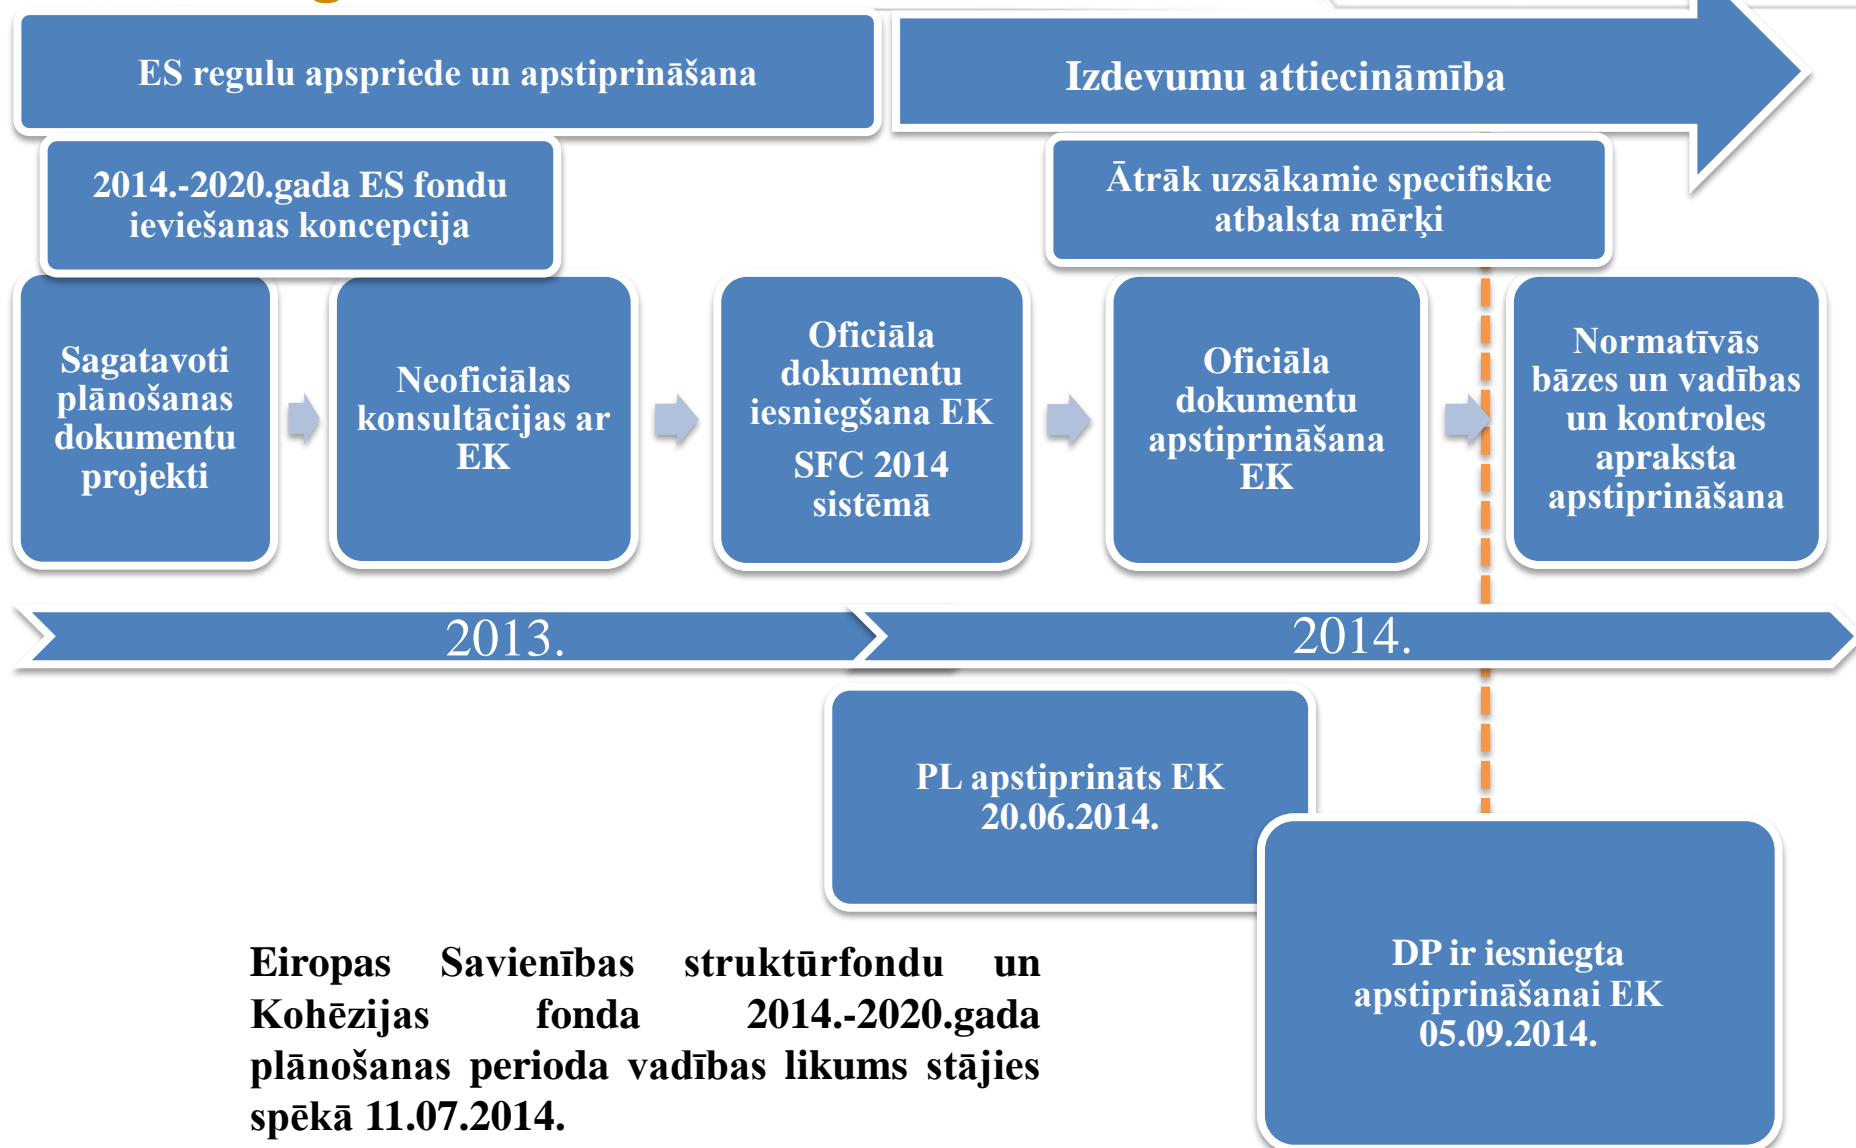 ES regulu apspriede un apstiprināšana
Izdevumu attiecināmība
2014.-2020.gada ES fondu
ieviešanas koncepcija
Ātrāk uzsākamie specifiskie
atbalsta mērķi
Sagatavoti
plānošanas
dokumentu
projekti
Neoficiālas
konsultācijas ar
EK
Oficiāla
dokumentu
iesniegšana EK
SFC 2014
sistēmā
Oficiāla
dokumentu
apstiprināšana
EK
Normatīvās
bāzes un vadības
un kontroles
apraksta
apstiprināšana
2013.
2014.
PL apstiprināts EK
20.06.2014.
DP ir iesniegta
apstiprināšanai EK
05.09.2014.
Eiropas Savienības struktūrfondu un
Kohēzijas fonda 2014.-2020.gada
plānošanas perioda vadības likums stājies
spēkā 11.07.2014.